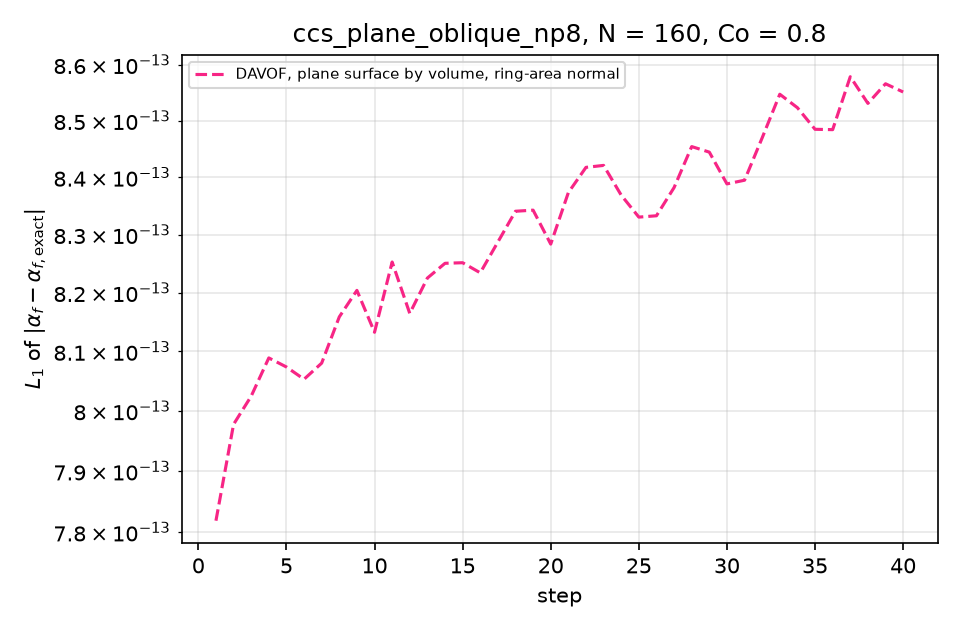 ccs_plane_oblique_np8, N = 160, Co = 0.8
DAVOF, plane surface by volume, ring-area normal
L₁ of |α_f − α_{f,exact}|
8.6 × 10⁻¹³
8.5 × 10⁻¹³
8.4 × 10⁻¹³
8.3 × 10⁻¹³
8.2 × 10⁻¹³
8.1 × 10⁻¹³
8 × 10⁻¹³
7.9 × 10⁻¹³
7.8 × 10⁻¹³
0 5 10 15 20 25 30 35 40
step